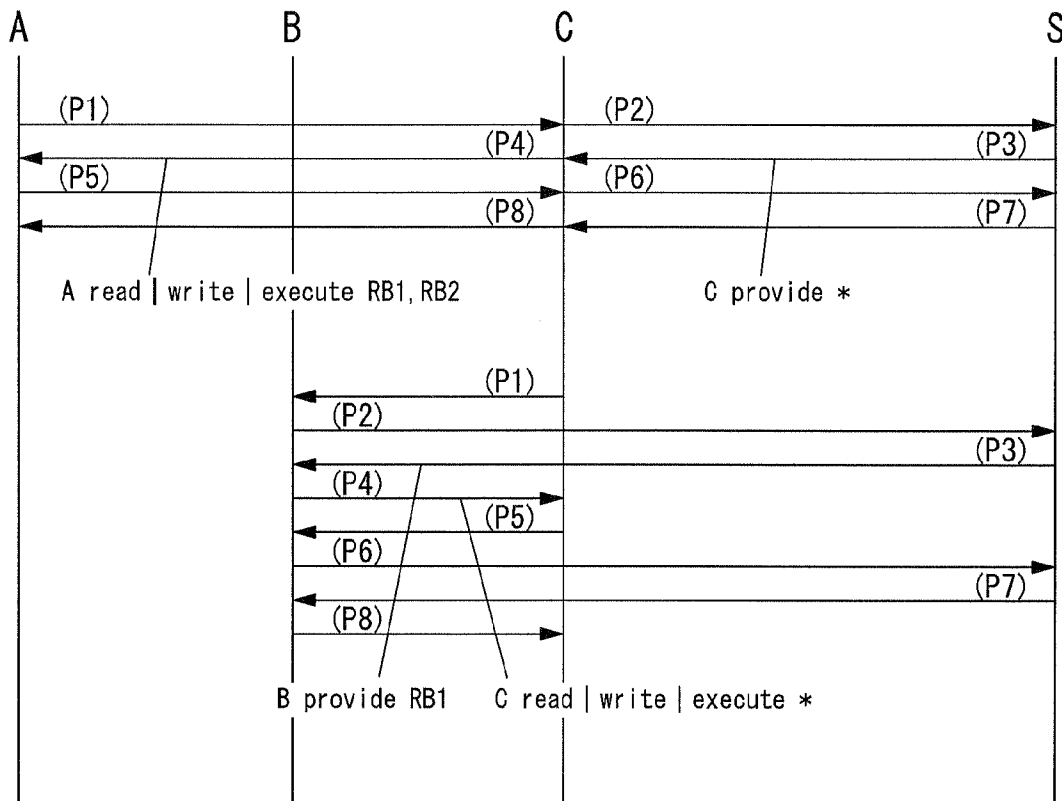 A B C S
(P1) (P2)
(P4) (P3)
(P5) (P6)
(P8) (P7)
A read | write | execute RB1, RB2 C provide *
(P1)
(P2)
(P3)
(P4)
(P5)
(P6)
(P7)
(P8)
B provide RB1 C read | write | execute *